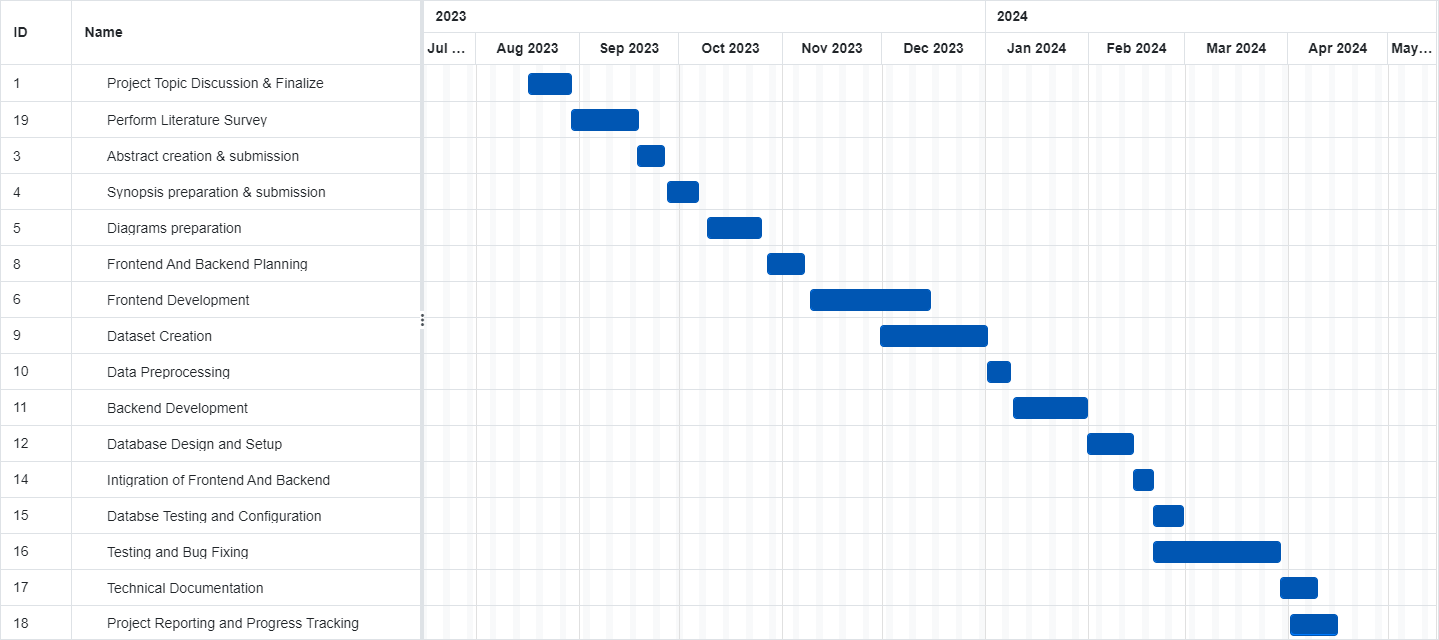 ID Name 2023 2024
Jul ... Aug 2023 Sep 2023 Oct 2023 Nov 2023 Dec 2023 Jan 2024 Feb 2024 Mar 2024 Apr 2024 May...
1 Project Topic Discussion & Finalize
19 Perform Literature Survey
3 Abstract creation & submission
4 Synopsis preparation & submission
5 Diagrams preparation
8 Frontend And Backend Planning
6 Frontend Development
9 Dataset Creation
10 Data Preprocessing
11 Backend Development
12 Database Design and Setup
14 Intigration of Frontend And Backend
15 Databse Testing and Configuration
16 Testing and Bug Fixing
17 Technical Documentation
18 Project Reporting and Progress Tracking